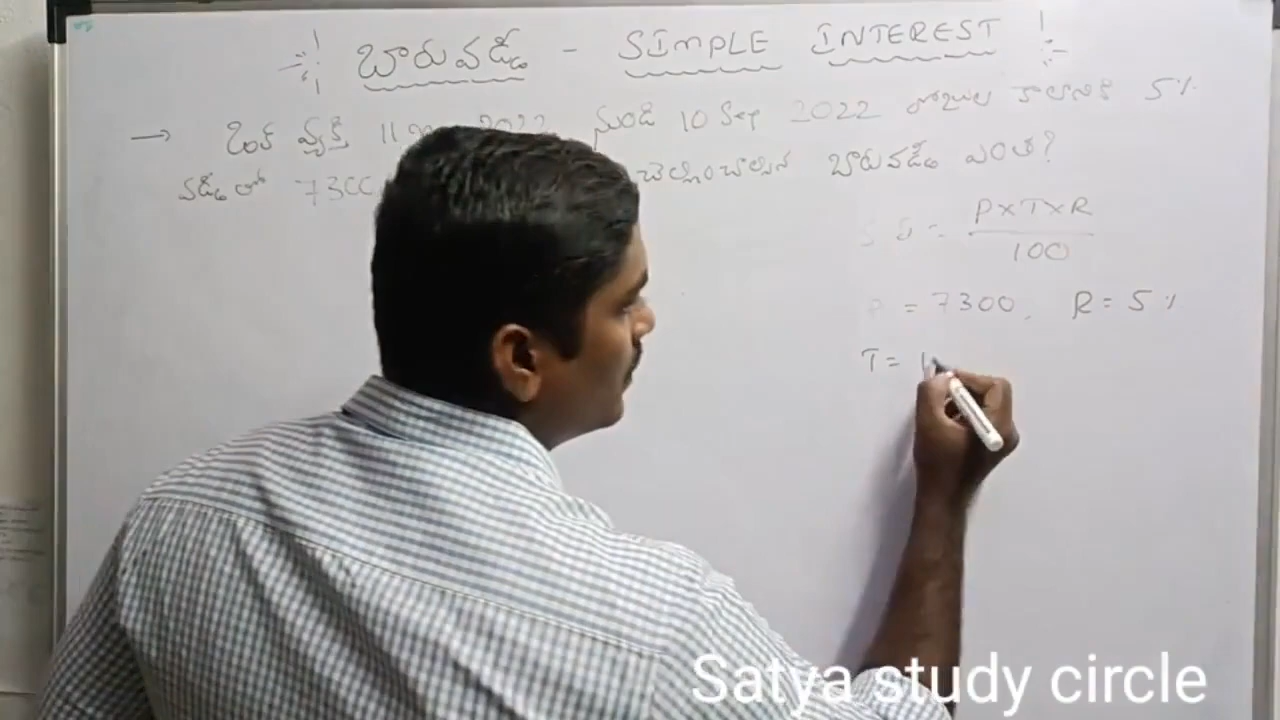 బారువడ్డీ - SIMPLE INTEREST
→ ఒక వ్యక్తి 11 2022 నుండి 10 Sep 2022 రోజుల కాలానికి 5%
వడ్డీతో 7300 చెల్లించాల్సిన బారువడ్డీ ఎంత?
P×T×R
100
= 7300, R = 5%
T =
Satya study circle